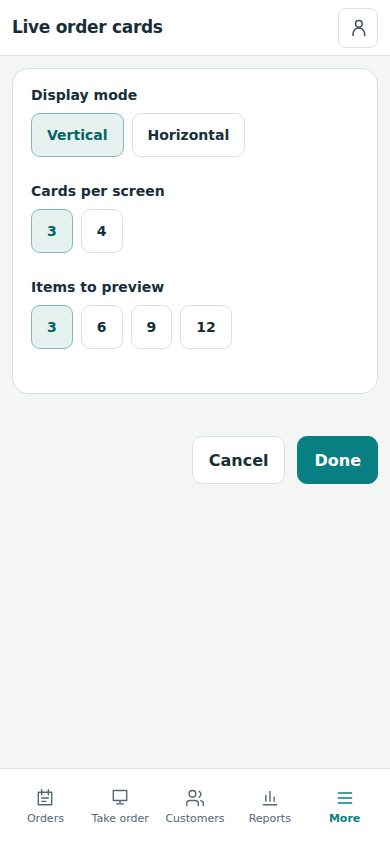 Live order cards
Display mode
Vertical Horizontal
Cards per screen
3 4
Items to preview
3 6 9 12
Cancel Done
Orders Take order Customers Reports More